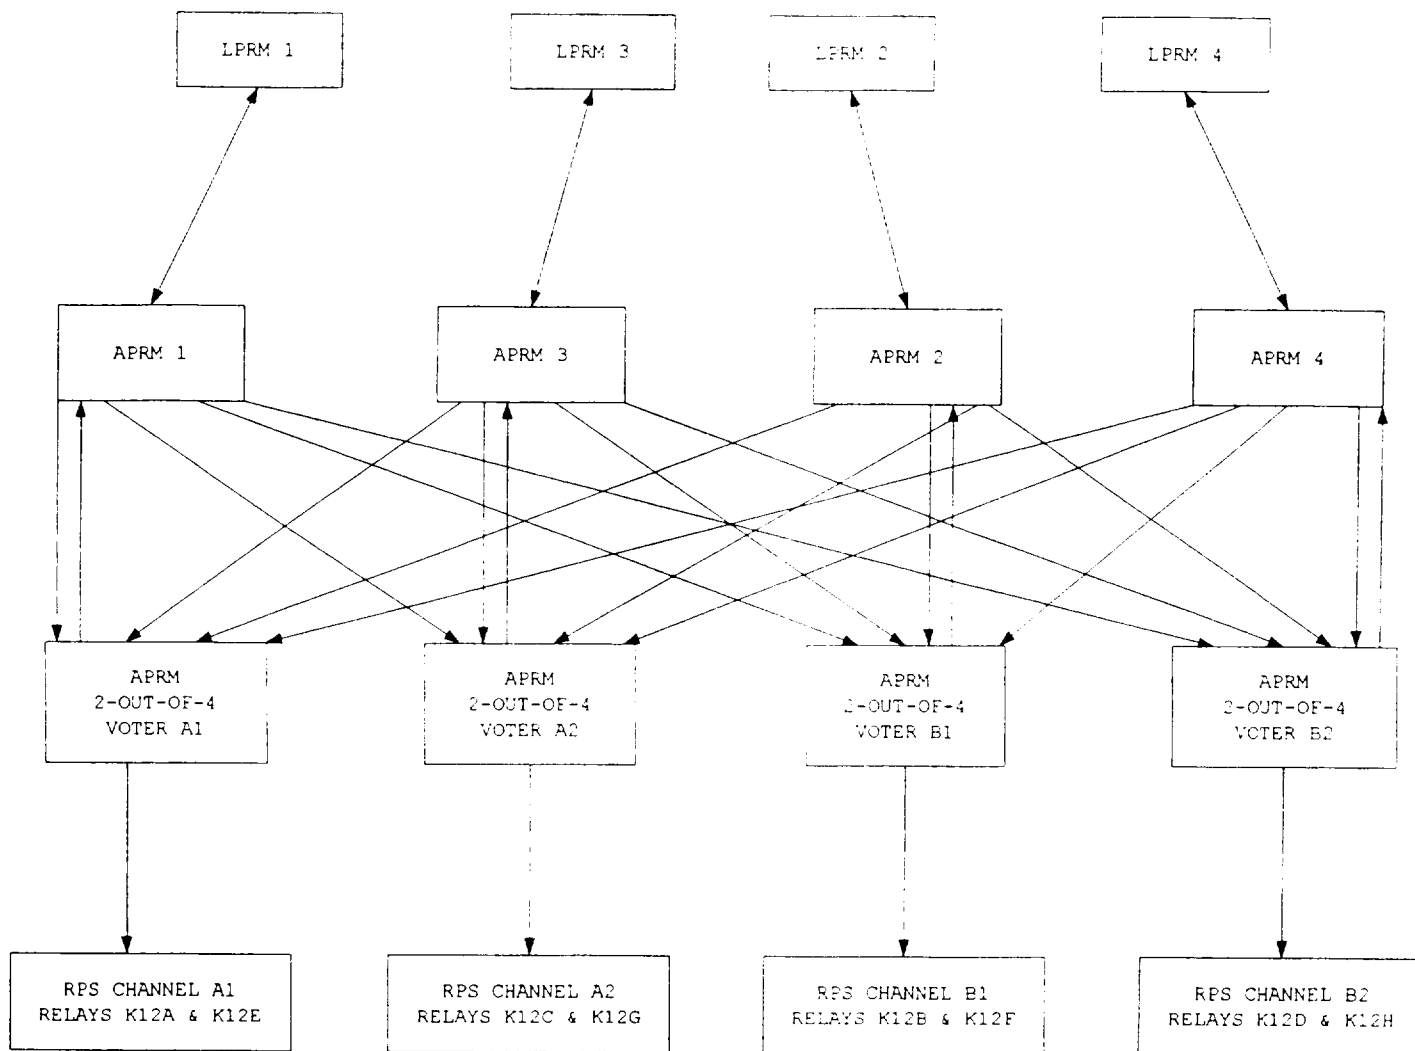 LPRM 1
LPRM 3
LPRM 2
LPRM 4
APRM 1
APRM 3
APRM 2
APRM 4
APRM
2-OUT-OF-4
VOTER A1
APRM
2-OUT-OF-4
VOTER A2
APRM
2-OUT-OF-4
VOTER B1
APRM
2-OUT-OF-4
VOTER B2
RPS CHANNEL A1
RELAYS K12A & K12E
RPS CHANNEL A2
RELAYS K12C & K12G
RPS CHANNEL B1
RELAYS K12B & K12F
RPS CHANNEL B2
RELAYS K12D & K12H